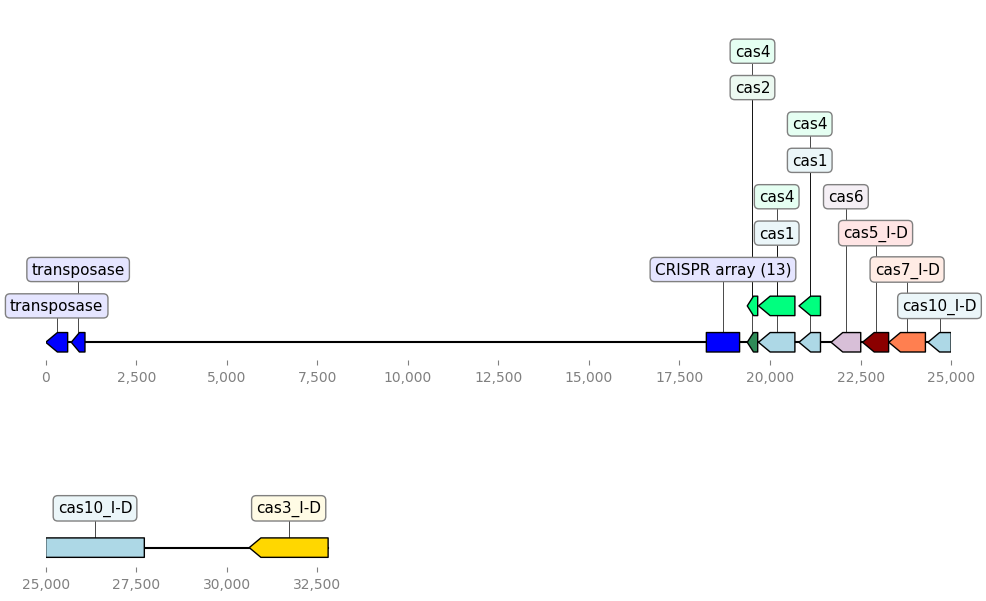 cas4
cas2
cas4
cas1
cas4
cas6
cas1
cas5_I-D
transposase
CRISPR array (13)
cas7_I-D
transposase
cas10_I-D
0
2,500
5,000
7,500
10,000
12,500
15,000
17,500
20,000
22,500
25,000
cas10_I-D
cas3_I-D
25,000
27,500
30,000
32,500